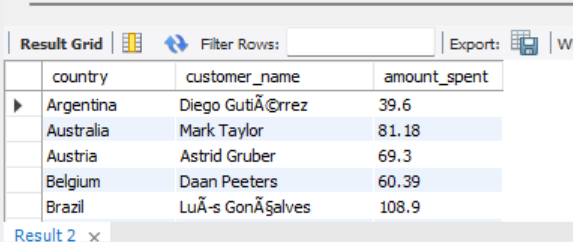 Result Grid Filter Rows: Export: W
country customer_name amount_spent
Argentina Diego GutiÃ©rrez 39.6
Australia Mark Taylor 81.18
Austria Astrid Gruber 69.3
Belgium Daan Peeters 60.39
Brazil LuÃ-s GonÃ§alves 108.9
Result 2 ×